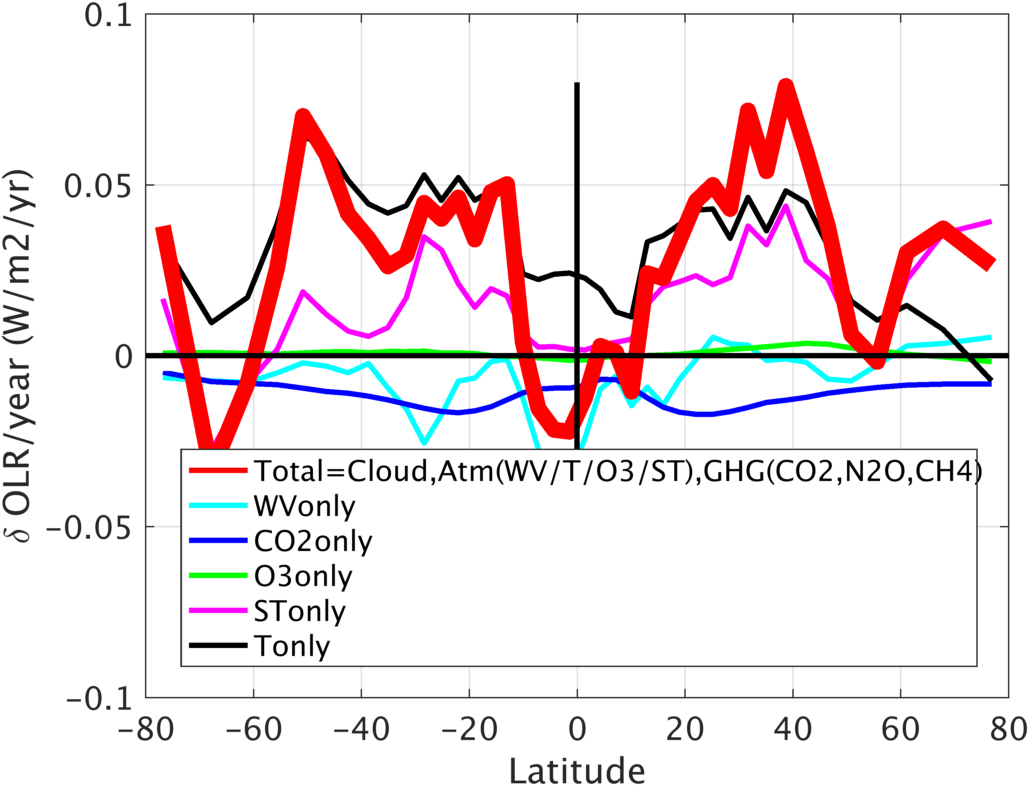 0.1
0.05
0
−0.05
−0.1
δ OLR/year (W/m2/yr)
Total=Cloud,Atm(WV/T/O3/ST),GHG(CO2,N2O,CH4)
WVonly
CO2only
O3only
STonly
Tonly
−80 −60 −40 −20 0 20 40 60 80
Latitude